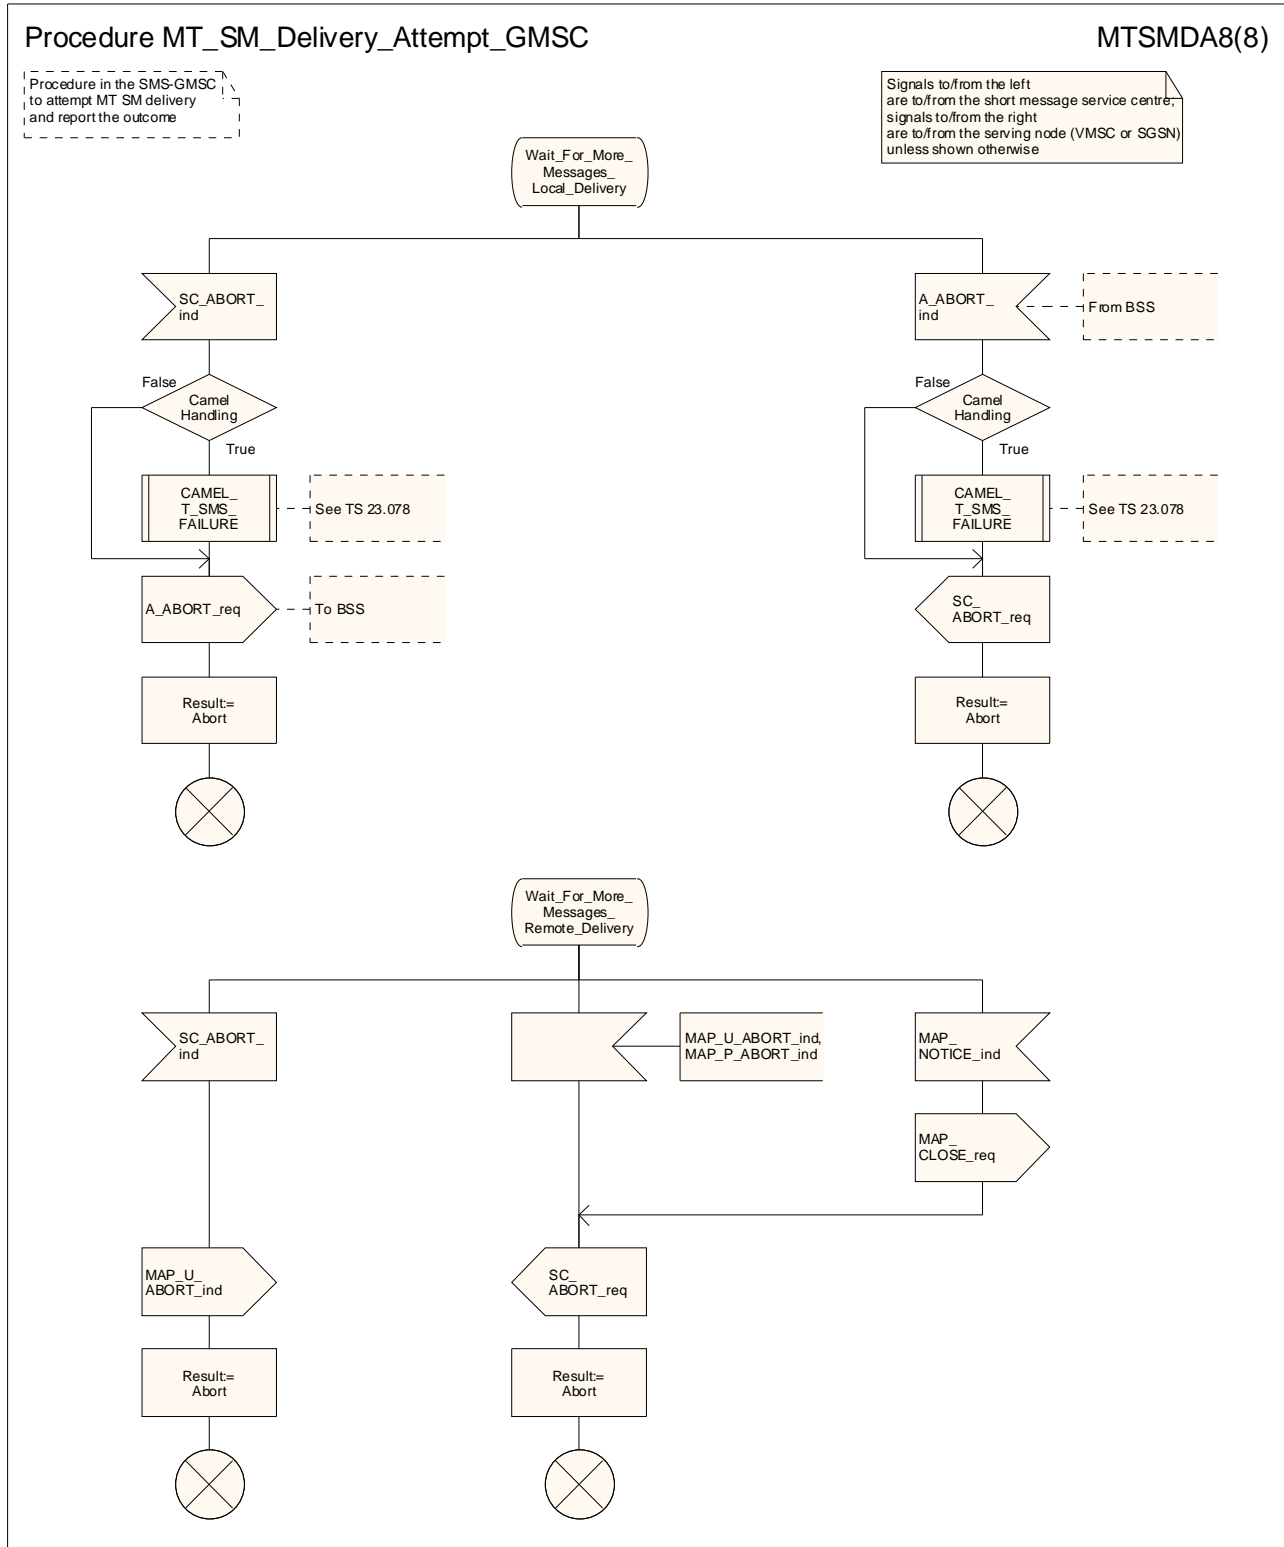 Procedure MT_SM_Delivery_Attempt_GMSC
MTSMDA8(8)
Procedure in the SMS-GMSC
to attempt MT SM delivery
and report the outcome
Signals to/from the left
are to/from the short message service centre;
signals to/from the right
are to/from the serving node (VMSC or SGSN)
unless shown otherwise
Wait_For_More_
Messages_
Local_Delivery
SC_ABORT_
ind
A_ABORT_
ind
From BSS
False
Camel
Handling
True
False
Camel
Handling
True
CAMEL_
T_SMS_
FAILURE
See TS 23.078
CAMEL_
T_SMS_
FAILURE
See TS 23.078
A_ABORT_req
To BSS
SC_
ABORT_req
Result:=
Abort
Result:=
Abort
Wait_For_More_
Messages_
Remote_Delivery
SC_ABORT_
ind
MAP_U_ABORT_ind,
MAP_P_ABORT_ind
MAP_
NOTICE_ind
MAP_
CLOSE_req
MAP_U_
ABORT_ind
SC_
ABORT_req
Result:=
Abort
Result:=
Abort